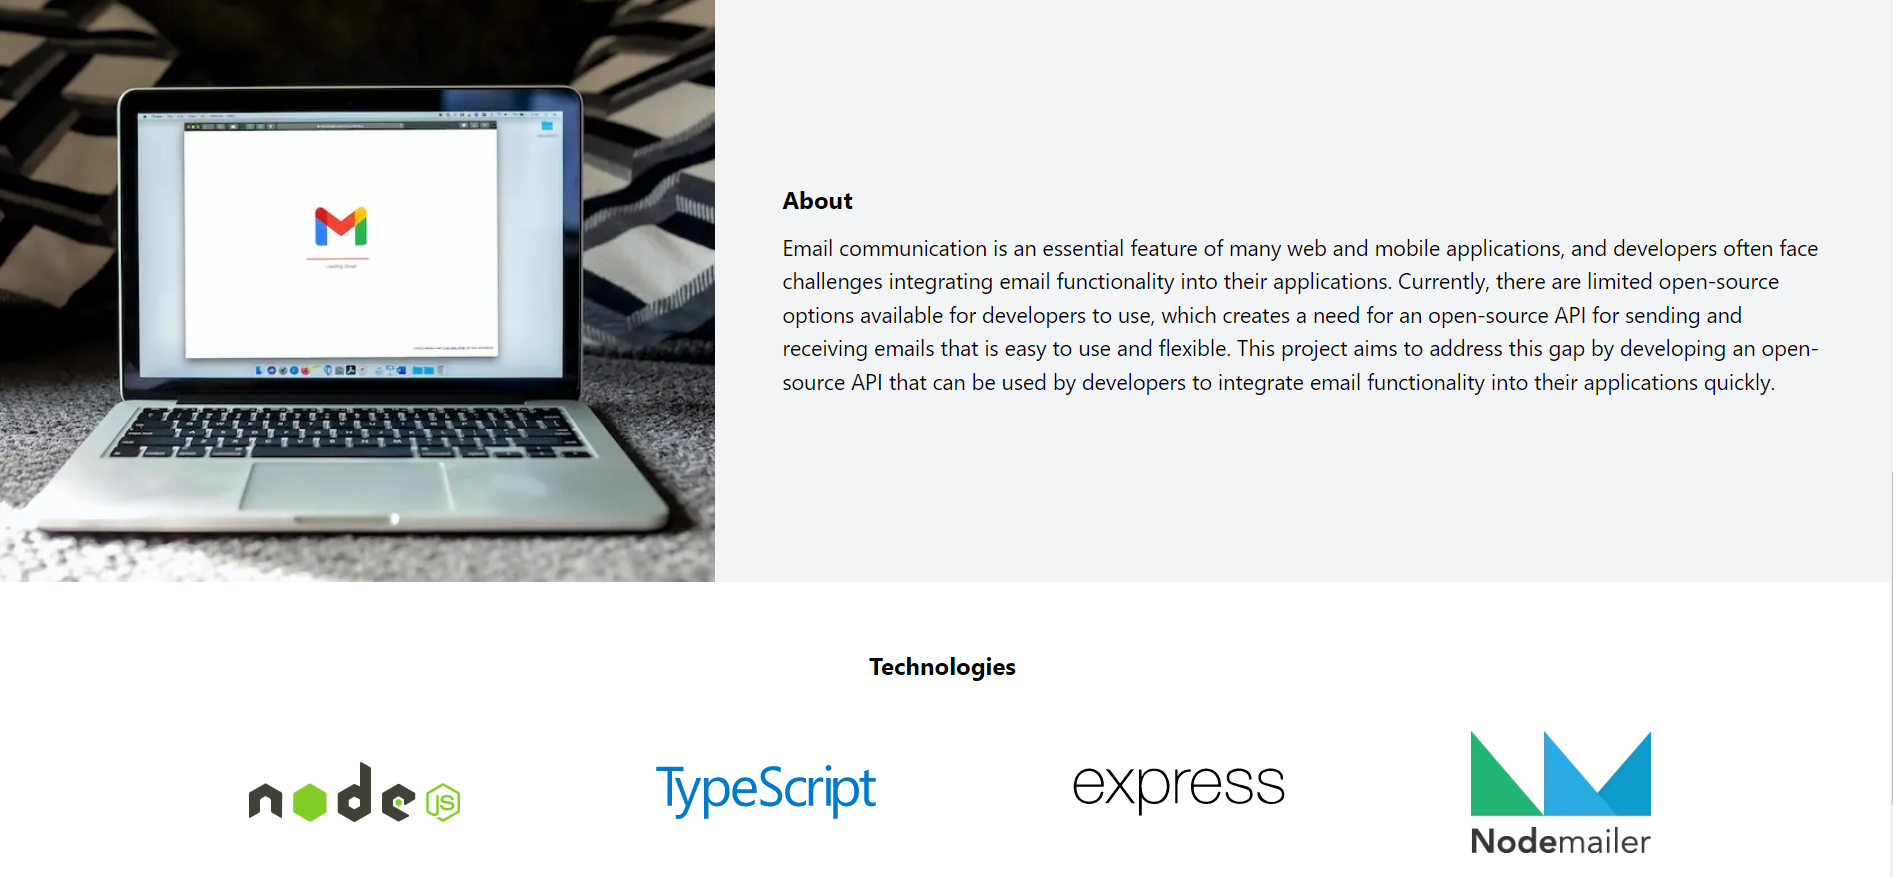 Loading Gmail
About
Email communication is an essential feature of many web and mobile applications, and developers often face
challenges integrating email functionality into their applications. Currently, there are limited open-source
options available for developers to use, which creates a need for an open-source API for sending and
receiving emails that is easy to use and flexible. This project aims to address this gap by developing an open-
source API that can be used by developers to integrate email functionality into their applications quickly.
Technologies
node JS
TypeScript
express
Nodemailer